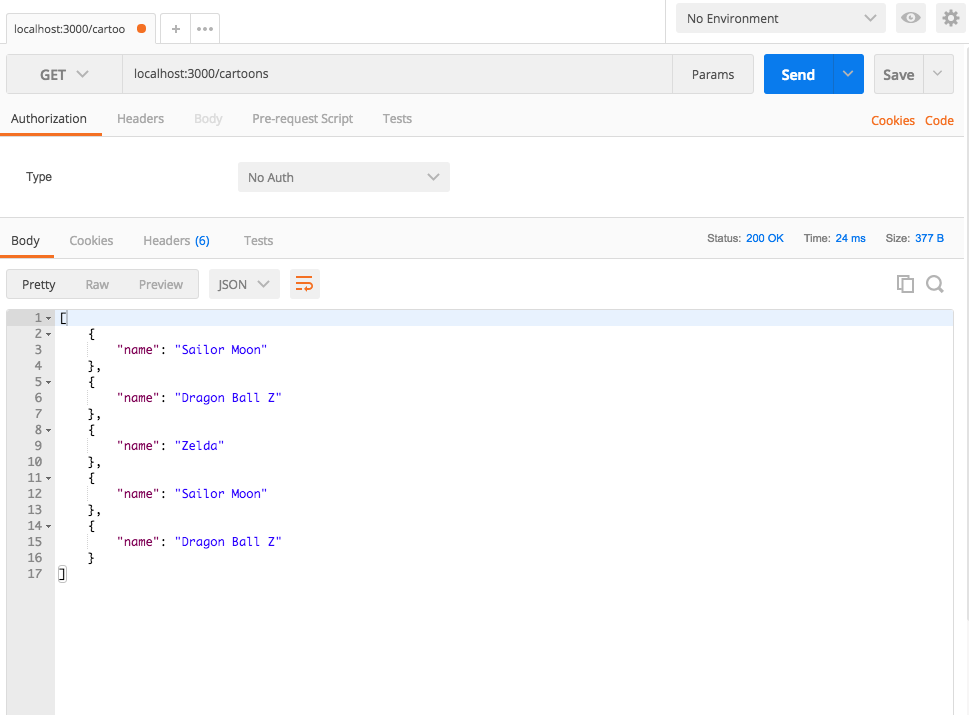 localhost:3000/cartoo + ••• No Environment
GET localhost:3000/cartoons Params Send Save
Authorization Headers Body Pre-request Script Tests Cookies Code
Type No Auth
Body Cookies Headers (6) Tests Status: 200 OK Time: 24 ms Size: 377 B
Pretty Raw Preview JSON
1 [
2 {
3 "name": "Sailor Moon"
4 },
5 {
6 "name": "Dragon Ball Z"
7 },
8 {
9 "name": "Zelda"
10 },
11 {
12 "name": "Sailor Moon"
13 },
14 {
15 "name": "Dragon Ball Z"
16 }
17 ]